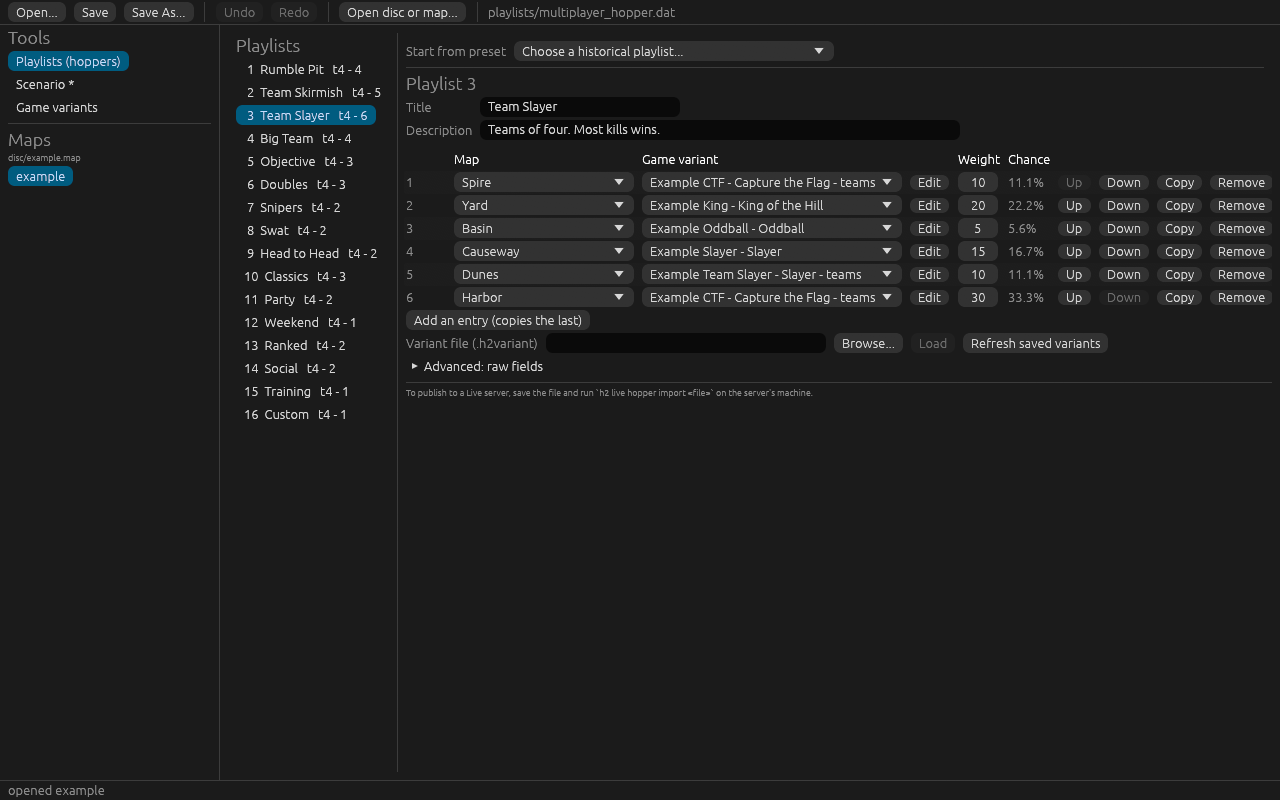 Open... Save Save As... Undo Redo Open disc or map... playlists/multiplayer_hopper.dat
Tools
Playlists (hoppers)
Scenario *
Game variants
Maps
disc/example.map
example
Playlists
1 Rumble Pit t4 - 4
2 Team Skirmish t4 - 5
3 Team Slayer t4 - 6
4 Big Team t4 - 4
5 Objective t4 - 3
6 Doubles t4 - 3
7 Snipers t4 - 2
8 Swat t4 - 2
9 Head to Head t4 - 2
10 Classics t4 - 3
11 Party t4 - 2
12 Weekend t4 - 1
13 Ranked t4 - 2
14 Social t4 - 2
15 Training t4 - 1
16 Custom t4 - 1
Start from preset Choose a historical playlist...
Playlist 3
Title Team Slayer
Description Teams of four. Most kills wins.
Map Game variant Weight Chance
1 Spire Example CTF - Capture the Flag - teams Edit 10 11.1% Up Down Copy Remove
2 Yard Example King - King of the Hill Edit 20 22.2% Up Down Copy Remove
3 Basin Example Oddball - Oddball Edit 5 5.6% Up Down Copy Remove
4 Causeway Example Slayer - Slayer Edit 15 16.7% Up Down Copy Remove
5 Dunes Example Team Slayer - Slayer - teams Edit 10 11.1% Up Down Copy Remove
6 Harbor Example CTF - Capture the Flag - teams Edit 30 33.3% Up Down Copy Remove
Add an entry (copies the last)
Variant file (.h2variant) Browse... Load Refresh saved variants
Advanced: raw fields
To publish to a Live server, save the file and run `h2 live hopper import «file»` on the server's machine.
opened example